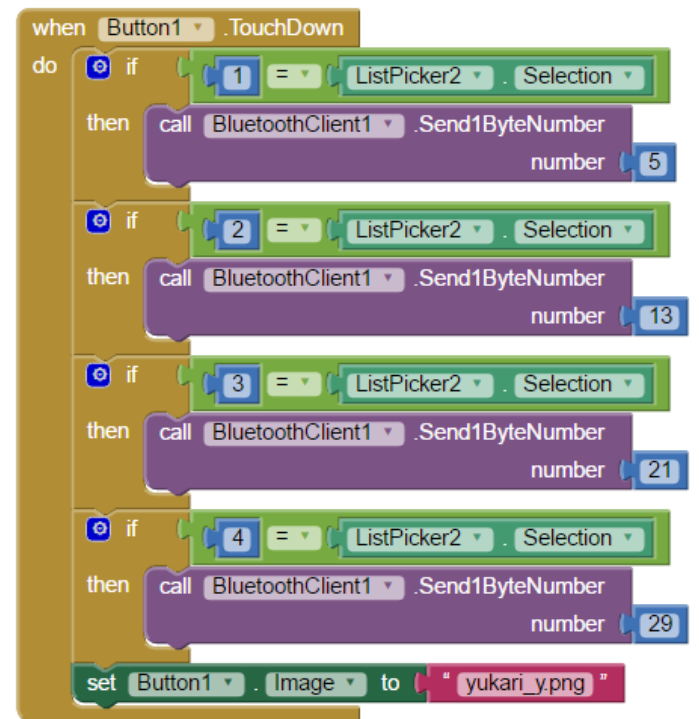 when Button1 .TouchDown
do if 1 = ListPicker2 . Selection
then call BluetoothClient1 .Send1ByteNumber
number 5
if 2 = ListPicker2 . Selection
then call BluetoothClient1 .Send1ByteNumber
number 13
if 3 = ListPicker2 . Selection
then call BluetoothClient1 .Send1ByteNumber
number 21
if 4 = ListPicker2 . Selection
then call BluetoothClient1 .Send1ByteNumber
number 29
set Button1 . Image to " yukari_y.png "